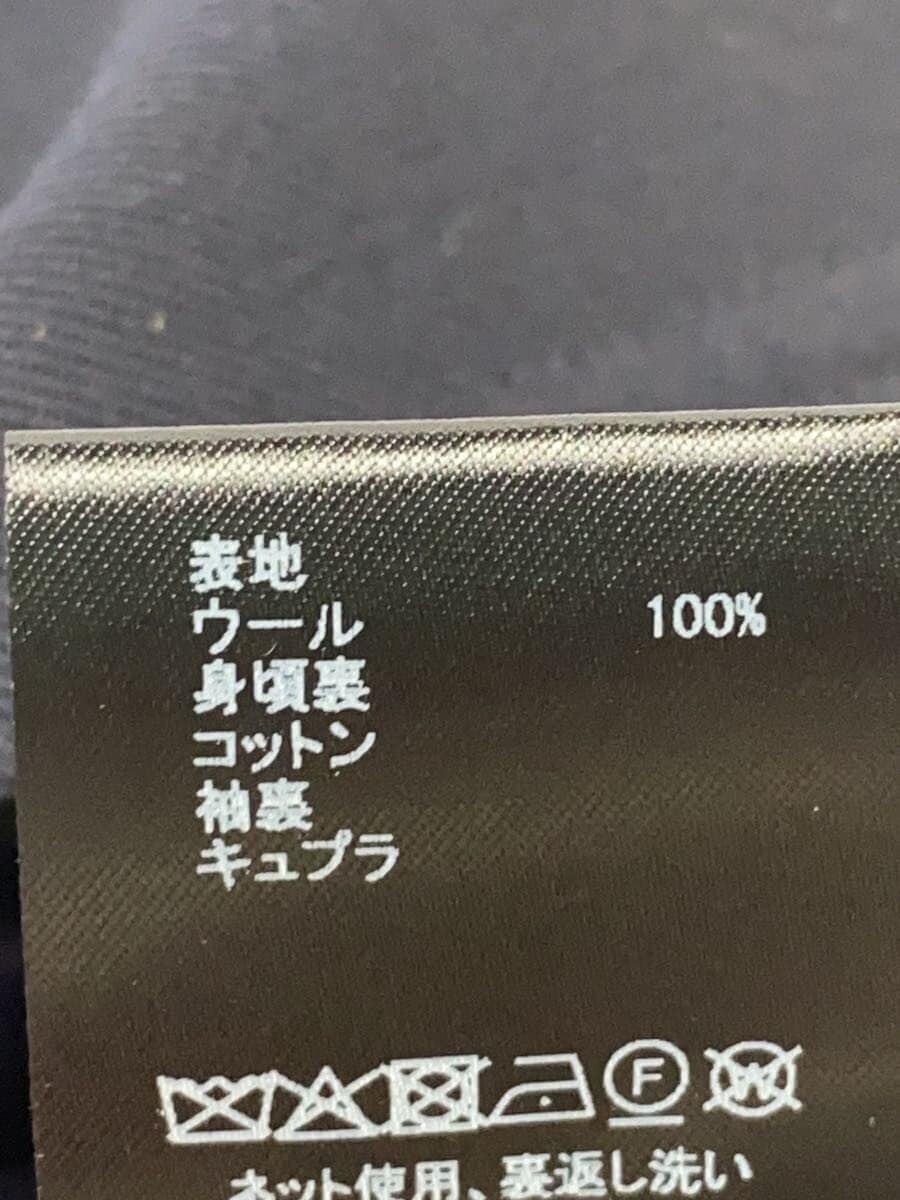 表地
ウール 100%
身頃裏
コットン
袖裏
キュプラ
F W
ネット使用、裏返し洗い